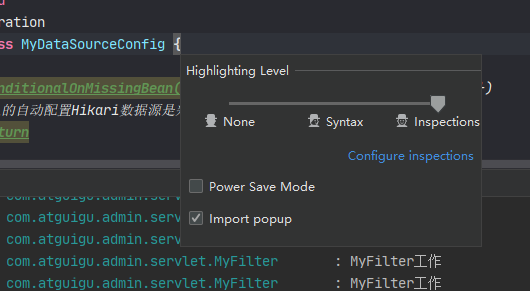 ration
ss MyDataSourceConfig {
Highlighting Level
nditionalOnMissingBean(
的自动配置Hikari数据源是
turn
None
Syntax
Inspections
Configure inspections
Power Save Mode
Import popup
com.atguigu.admin.serv
com.atguigu.admin.serv
com.atguigu.admin.serv
com.atguigu.admin.servlet.MyFilter : MyFilter工作
com.atguigu.admin.servlet.MyFilter : MyFilter工作